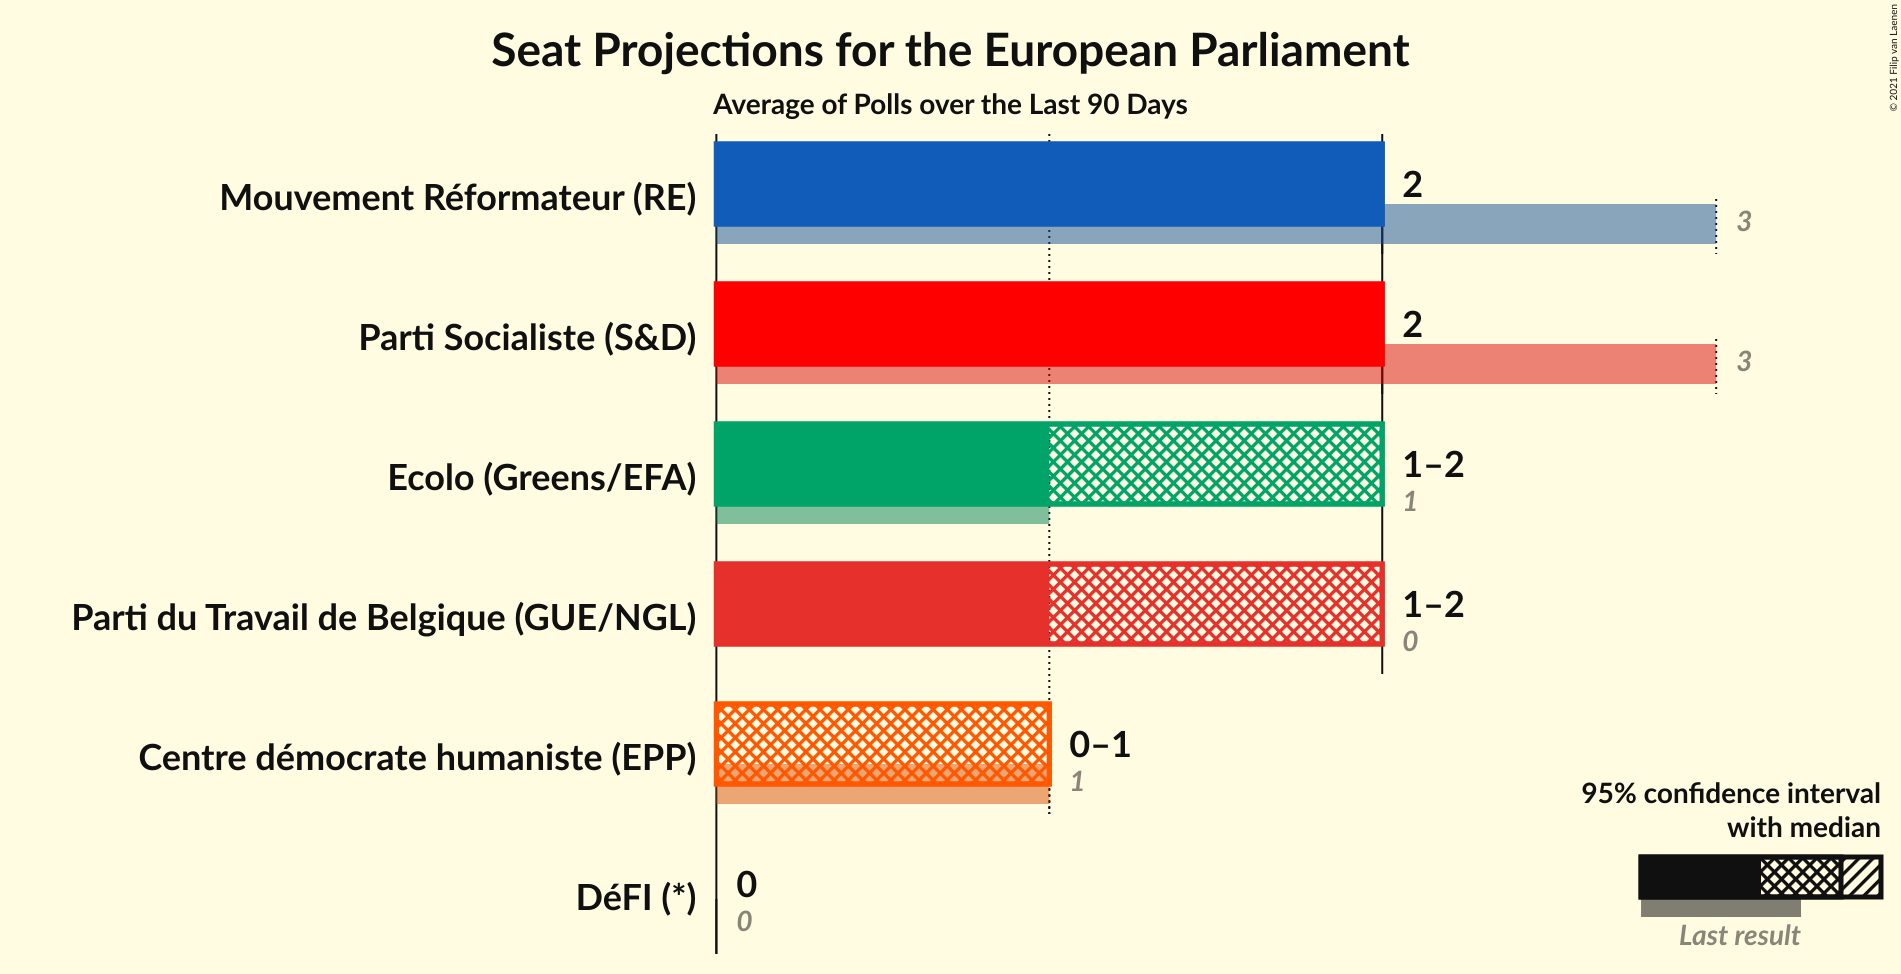 Seat Projections for the European Parliament
Average of Polls over the Last 90 Days
© 2021 Filip van Laenen
Mouvement Réformateur (RE)
2
3
Parti Socialiste (S&D)
2
3
Ecolo (Greens/EFA)
1–2
1
Parti du Travail de Belgique (GUE/NGL)
1–2
0
Centre démocrate humaniste (EPP)
0–1
1
DéFI (*)
0
0
95% confidence interval
with median
Last result